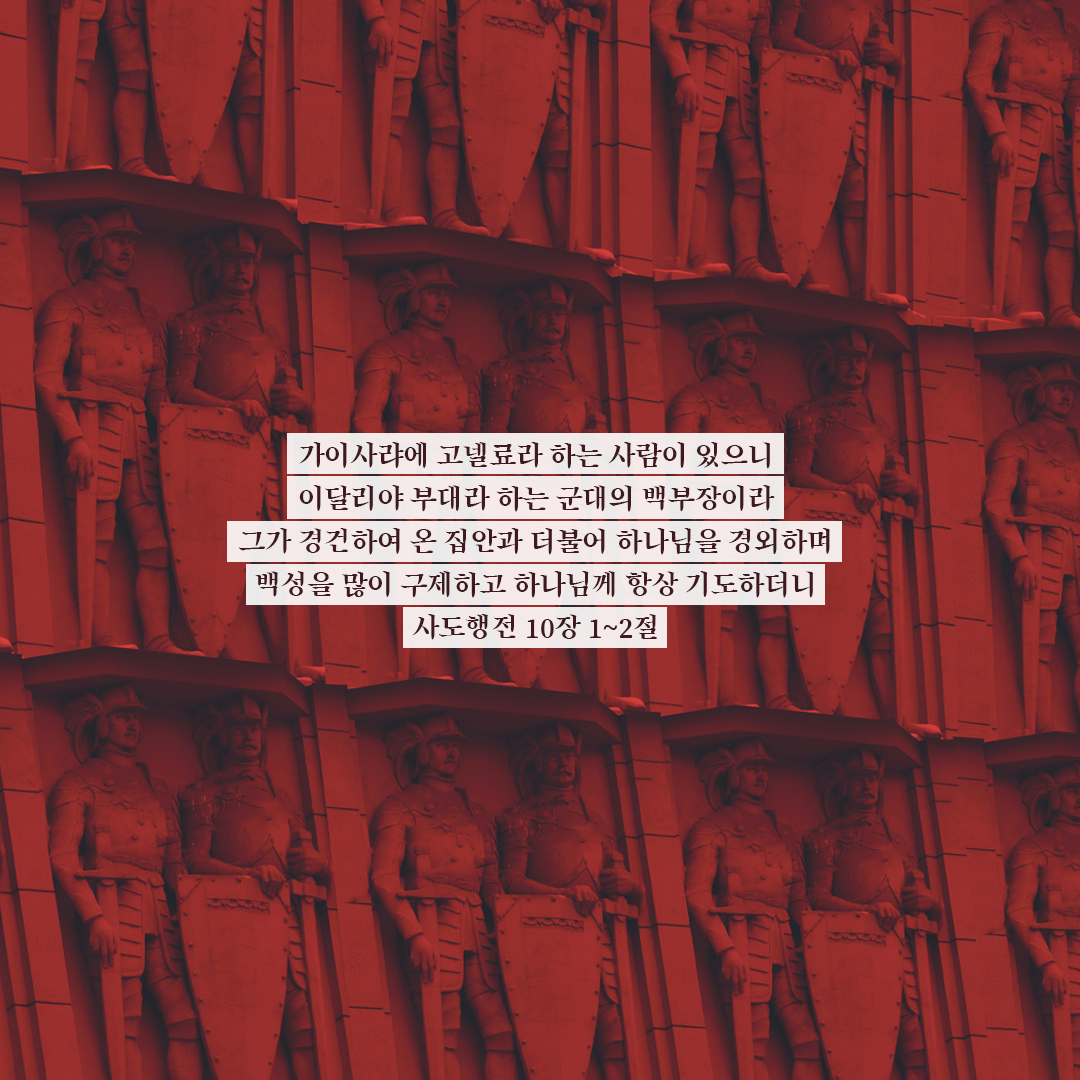 가이사랴에 고넬료라 하는 사람이 있으니
이달리야 부대라 하는 군대의 백부장이라
그가 경건하여 온 집안과 더불어 하나님을 경외하며
백성을 많이 구제하고 하나님께 항상 기도하더니
사도행전 10장 1~2절